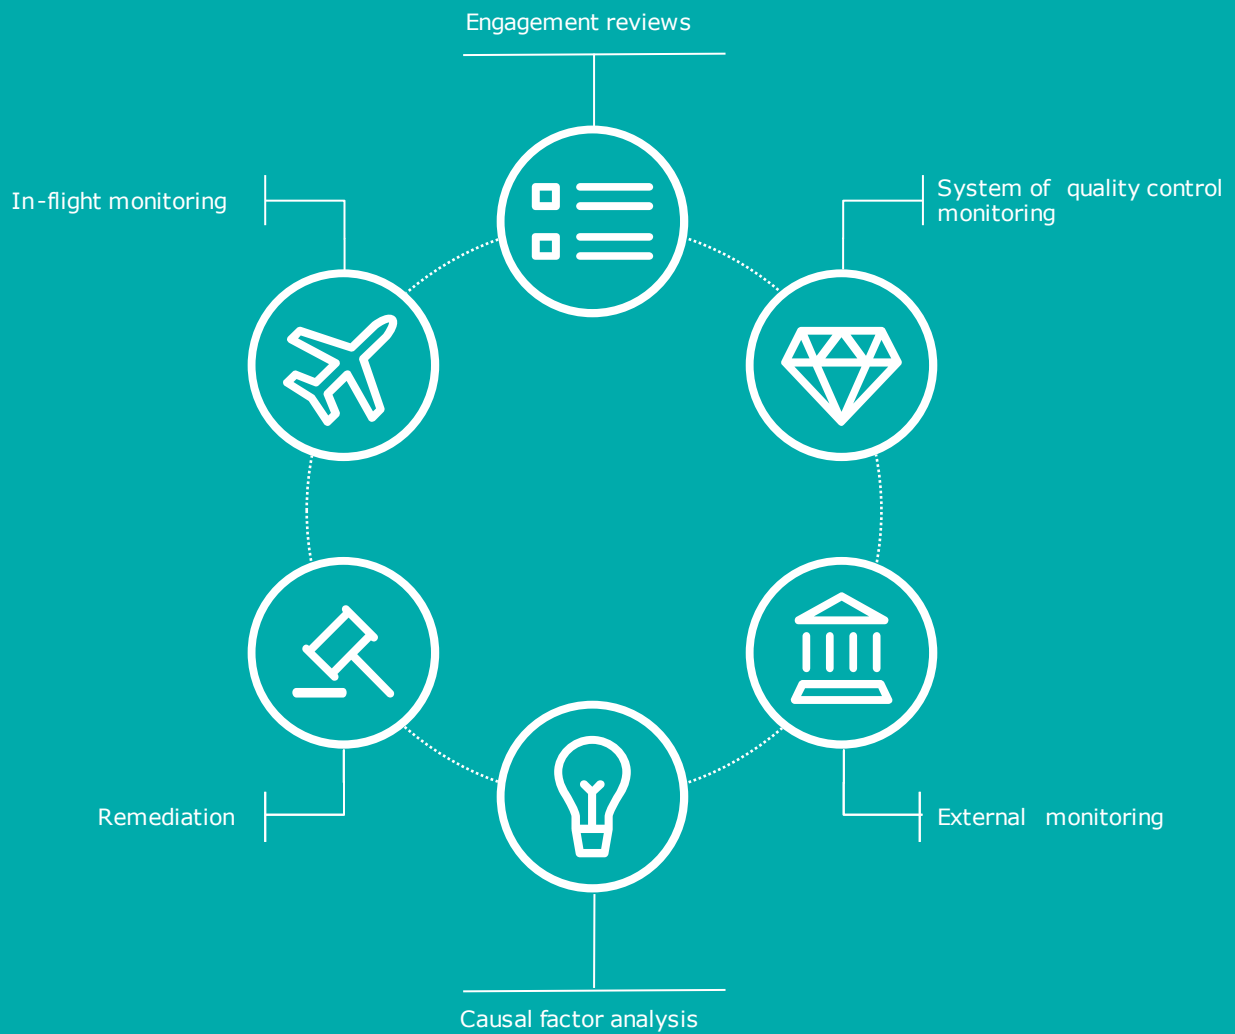 Engagement reviews
In-flight monitoring
System of quality control
monitoring
Remediation
External monitoring
Causal factor analysis